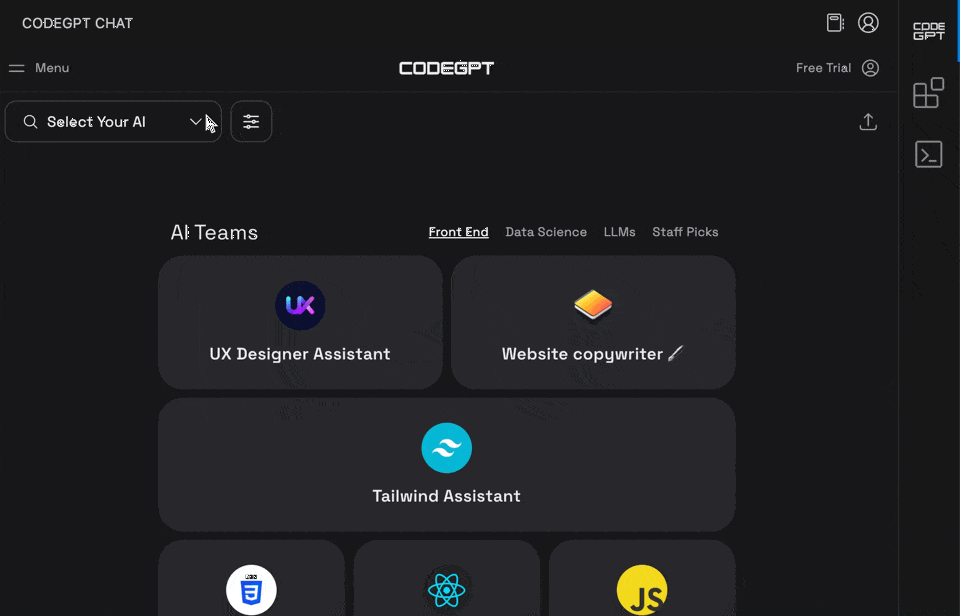 CODEGPT CHAT
CODE
GPT
Menu
CODEGPT
Free Trial
Select Your AI
AI Teams
Front End
Data Science
LLMs
Staff Picks
UX
UX Designer Assistant
Website copywriter
Tailwind Assistant
3
JS